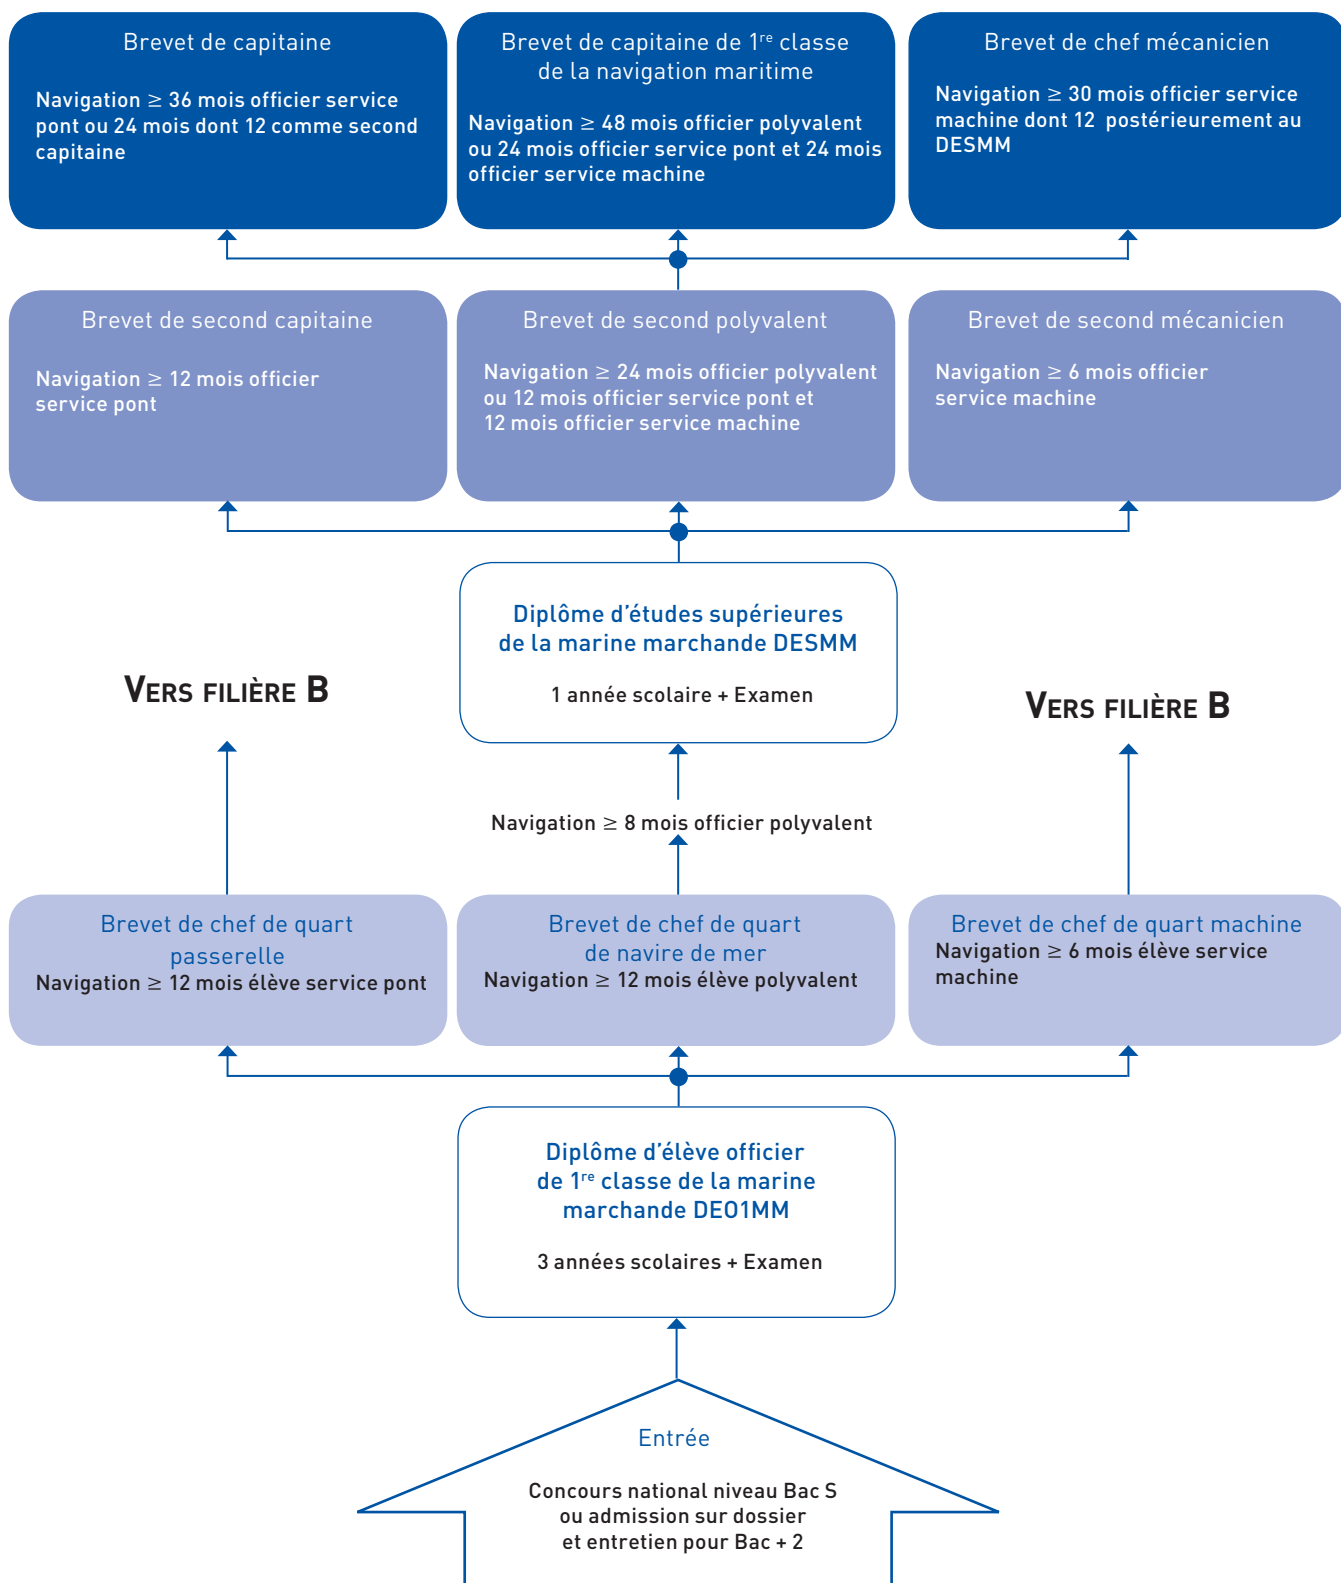 Brevet de capitaine
Navigation ≥ 36 mois officier service
pont ou 24 mois dont 12 comme second
capitaine
Brevet de capitaine de 1re classe
de la navigation maritime
Navigation ≥ 48 mois officier polyvalent
ou 24 mois officier service pont et 24 mois
officier service machine
Brevet de chef mécanicien
Navigation ≥ 30 mois officier service
machine dont 12 postérieurement au
DESMM
Brevet de second capitaine
Navigation ≥ 12 mois officier
service pont
Brevet de second polyvalent
Navigation ≥ 24 mois officier polyvalent
ou 12 mois officier service pont et
12 mois officier service machine
Brevet de second mécanicien
Navigation ≥ 6 mois officier
service machine
Diplôme d'études supérieures
de la marine marchande DESMM
1 année scolaire + Examen
VERS FILIÈRE B
VERS FILIÈRE B
Navigation ≥ 8 mois officier polyvalent
Brevet de chef de quart
passerelle
Navigation ≥ 12 mois élève service pont
Brevet de chef de quart
de navire de mer
Navigation ≥ 12 mois élève polyvalent
Brevet de chef de quart machine
Navigation ≥ 6 mois élève service
machine
Diplôme d'élève officier
de 1re classe de la marine
marchande DEO1MM
3 années scolaires + Examen
Entrée
Concours national niveau Bac S
ou admission sur dossier
et entretien pour Bac + 2